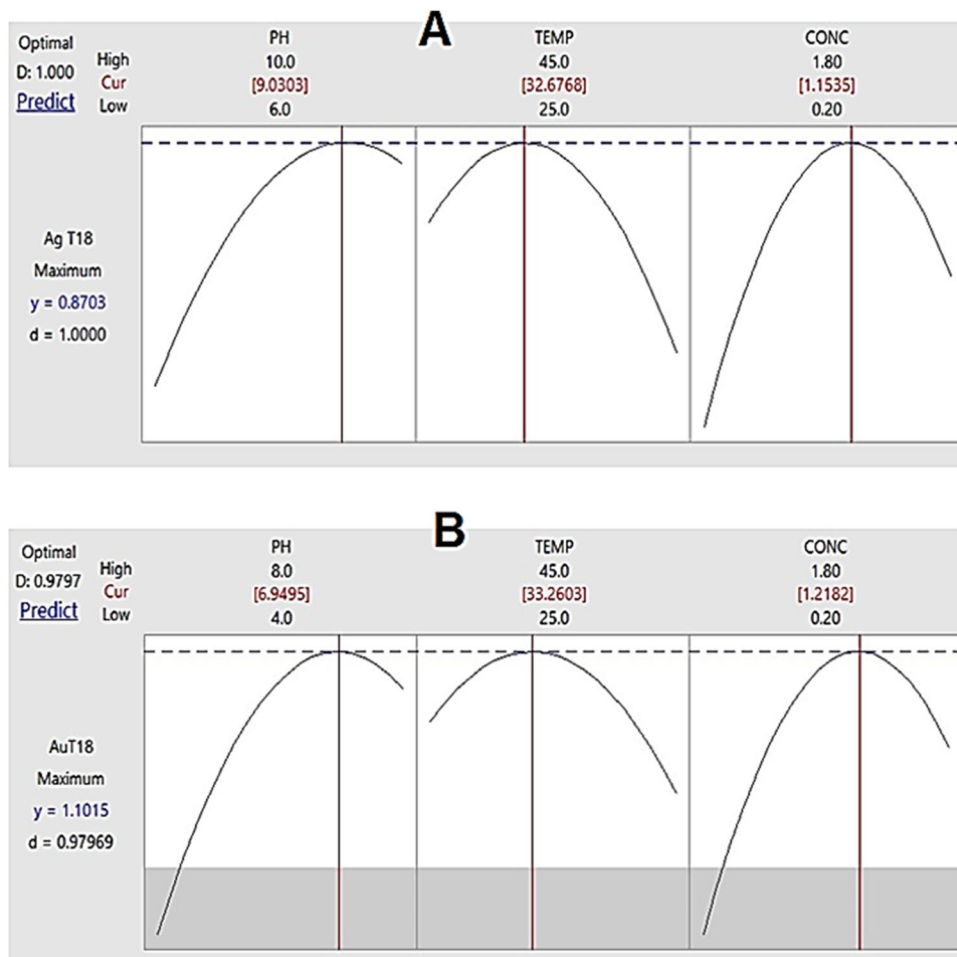 A
Optimal
D: 1.000
Predict
High
Cur
Low
PH
10.0
[9.0303]
6.0
TEMP
45.0
[32.6768]
25.0
CONC
1.80
[1.1535]
0.20
Ag T18
Maximum
y = 0.8703
d = 1.0000
B
Optimal
D: 0.9797
Predict
High
Cur
Low
PH
8.0
[6.9495]
4.0
TEMP
45.0
[33.2603]
25.0
CONC
1.80
[1.2182]
0.20
AuT18
Maximum
y = 1.1015
d = 0.97969